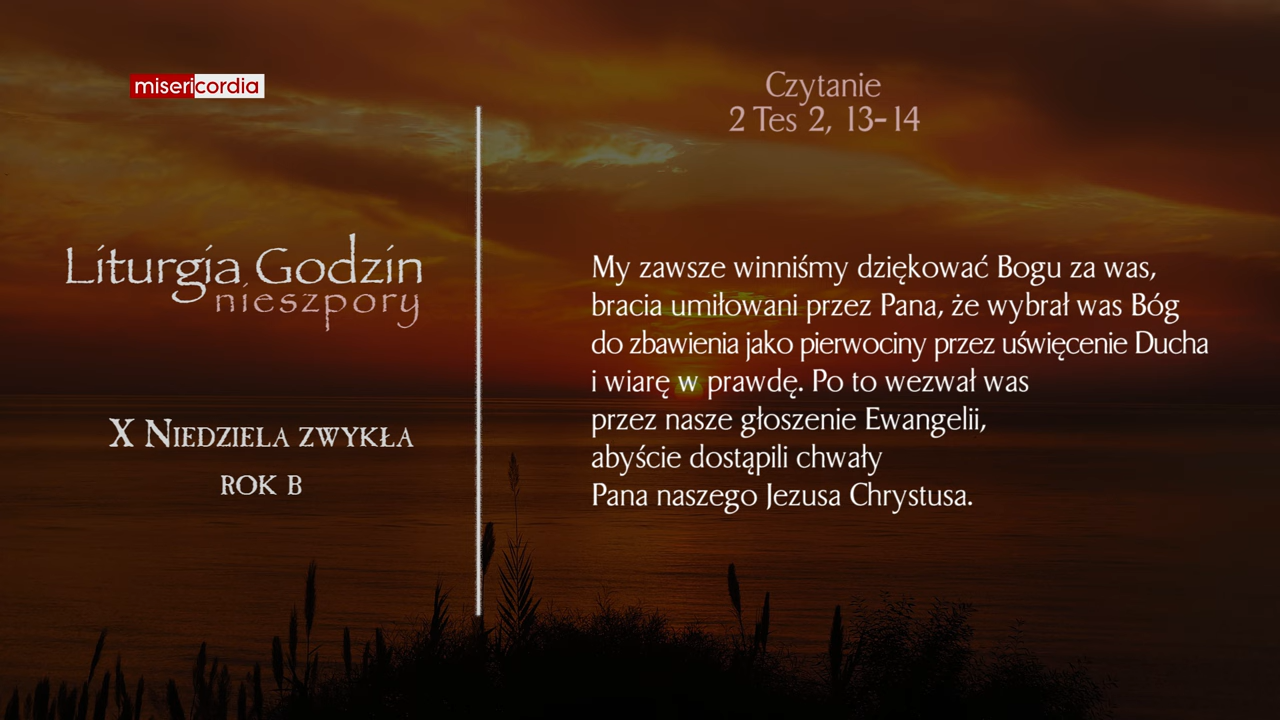 misericordia
Liturgia Godzin
nieszpory
X Niedziela zwykła
rok B
Czytanie
2 Tes 2, 13-14
My zawsze winniśmy dziękować Bogu za was,
bracia umiłowani przez Pana, że wybrał was Bóg
do zbawienia jako pierwociny przez uświęcenie Ducha
i wiarę w prawdę. Po to wezwał was
przez nasze głoszenie Ewangelii,
abyście dostąpili chwały
Pana naszego Jezusa Chrystusa.